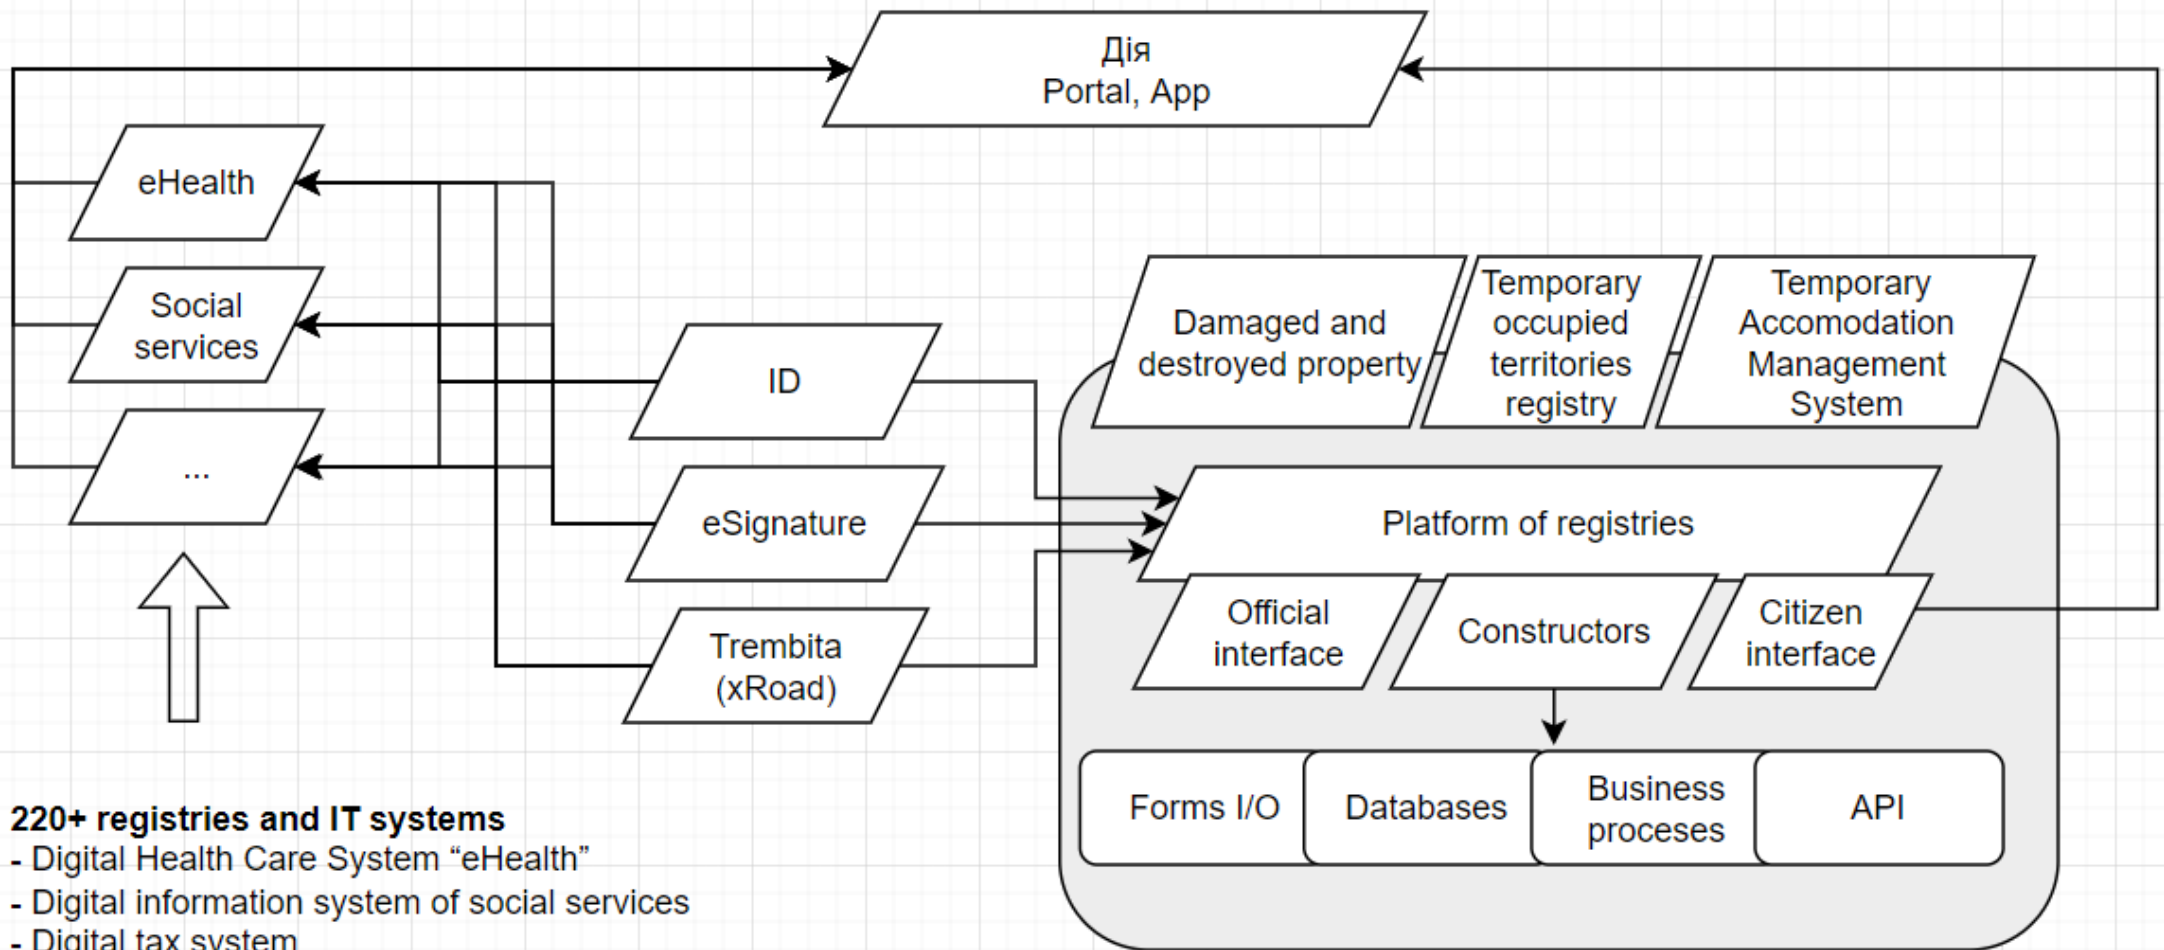 Дія
Portal, App
eHealth
Social
services
...
ID
eSignature
Trembita
(xRoad)
Damaged and
destroyed property
Temporary
occupied
territories
registry
Temporary
Accomodation
Management
System
Platform of registries
Official
interface
Constructors
Citizen
interface
Forms I/O
Databases
Business
proceses
API
220+ registries and IT systems
- Digital Health Care System “eHealth”
- Digital information system of social services
- Digital tax system